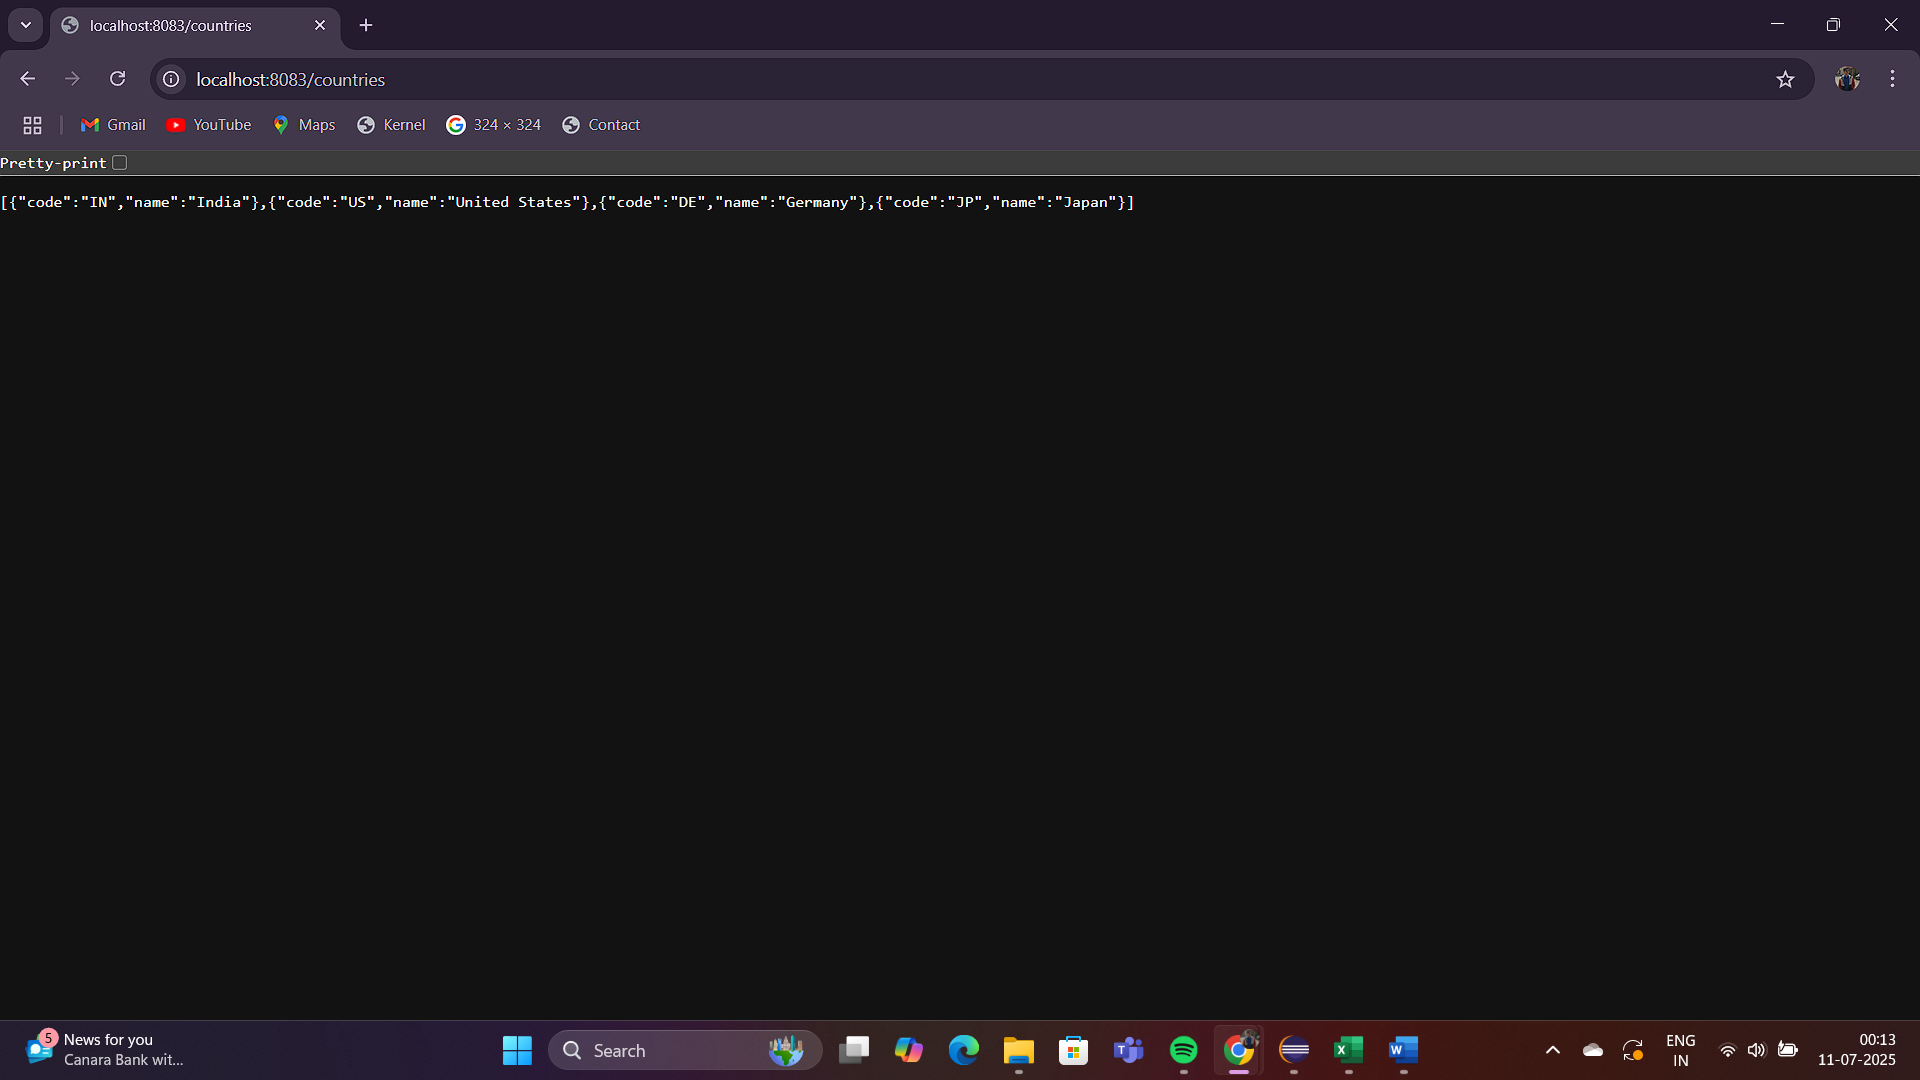 localhost:8083/countries
localhost:8083/countries
Gmail YouTube Maps Kernel 324 × 324 Contact
Pretty-print
[{"code":"IN","name":"India"},{"code":"US","name":"United States"},{"code":"DE","name":"Germany"},{"code":"JP","name":"Japan"}]
5 News for you
Canara Bank wit...
Search
ENG
IN
00:13
11-07-2025